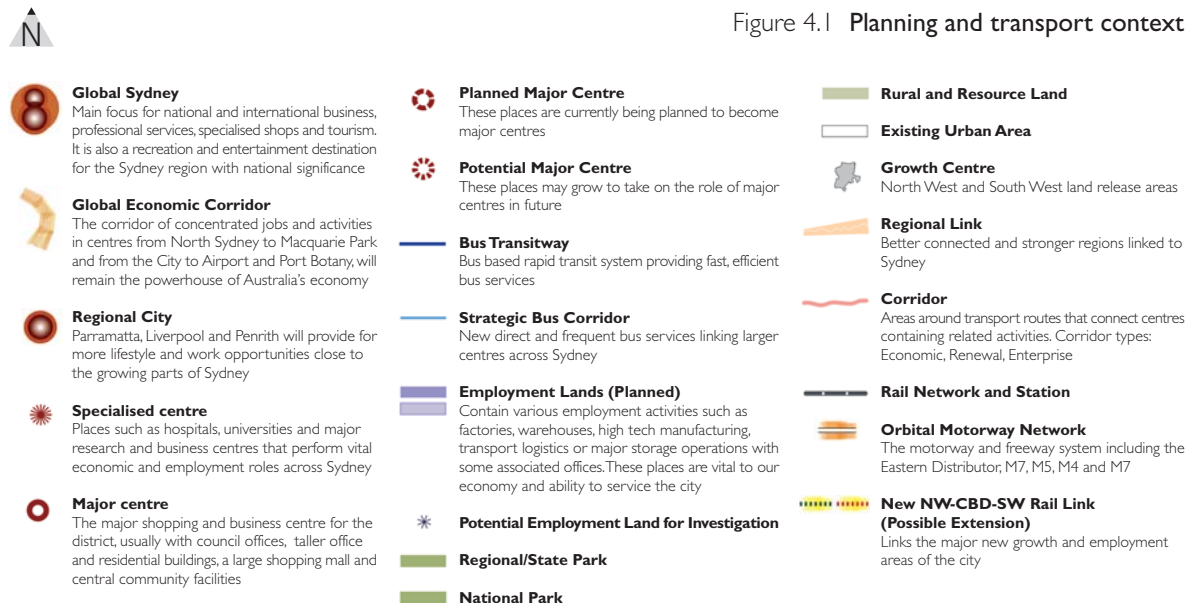 N
Figure 4.1 Planning and transport context
Global Sydney
Main focus for national and international business,
professional services, specialised shops and tourism.
It is also a recreation and entertainment destination
for the Sydney region with national significance
Global Economic Corridor
The corridor of concentrated jobs and activities
in centres from North Sydney to Macquarie Park
and from the City to Airport and Port Botany, will
remain the powerhouse of Australia's economy
Regional City
Parramatta, Liverpool and Penrith will provide for
more lifestyle and work opportunities close to
the growing parts of Sydney
Specialised centre
Places such as hospitals, universities and major
research and business centres that perform vital
economic and employment roles across Sydney
Major centre
The major shopping and business centre for the
district, usually with council offices, taller office
and residential buildings, a large shopping mall and
central community facilities
Planned Major Centre
These places are currently being planned to become
major centres
Potential Major Centre
These places may grow to take on the role of major
centres in future
Bus Transitway
Bus based rapid transit system providing fast, efficient
bus services
Strategic Bus Corridor
New direct and frequent bus services linking larger
centres across Sydney
Employment Lands (Planned)
Contain various employment activities such as
factories, warehouses, high tech manufacturing,
transport logistics or major storage operations with
some associated offices. These places are vital to our
economy and ability to service the city
Potential Employment Land for Investigation
Regional/State Park
National Park
Rural and Resource Land
Existing Urban Area
Growth Centre
North West and South West land release areas
Regional Link
Better connected and stronger regions linked to
Sydney
Corridor
Areas around transport routes that connect centres
containing related activities. Corridor types:
Economic, Renewal, Enterprise
Rail Network and Station
Orbital Motorway Network
The motorway and freeway system including the
Eastern Distributor, M7, M5, M4 and M7
New NW-CBD-SW Rail Link
(Possible Extension)
Links the major new growth and employment
areas of the city